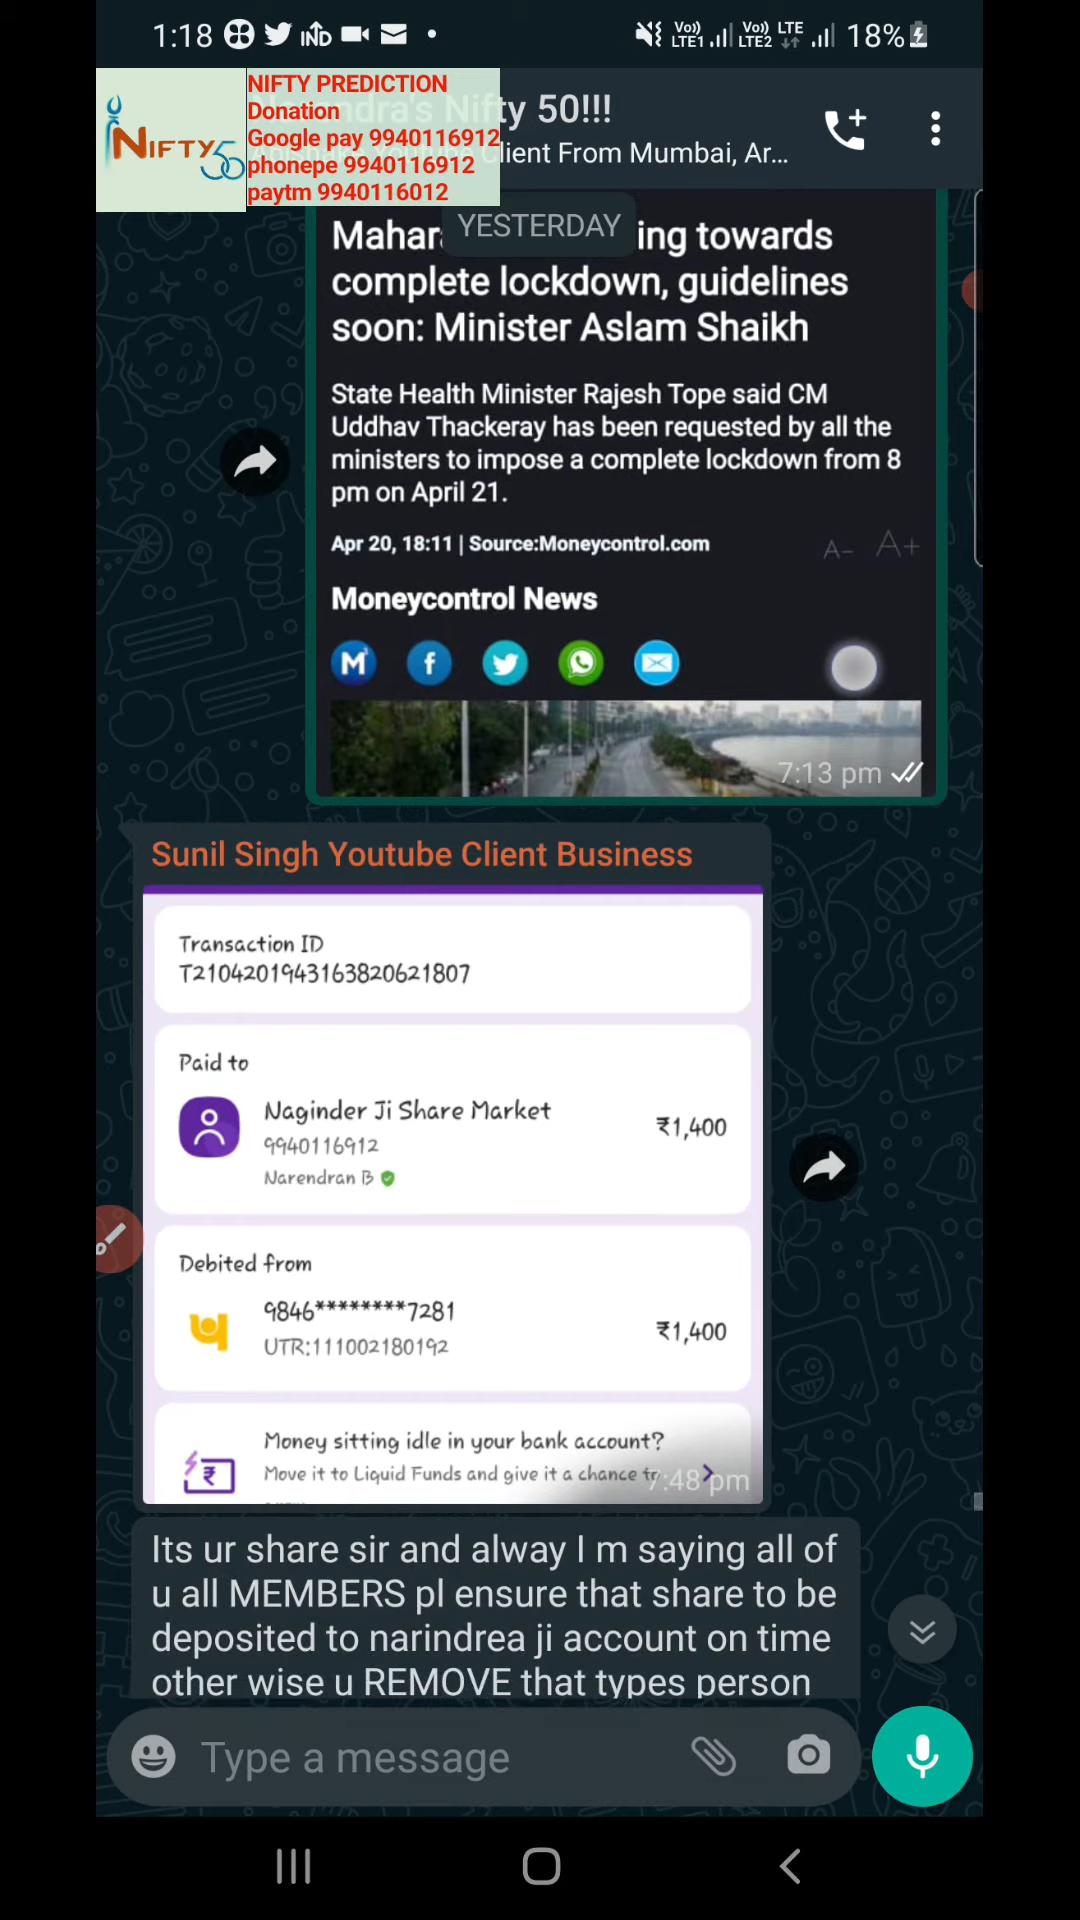 1:18
Vo)) LTE1 Vo)) LTE2 LTE 18%
NIFTY50
NIFTY PREDICTION
Donation
Google pay 9940116912
phonepe 9940116912
paytm 9940116012
Nifty 50!!!
Client From Mumbai, Ar...
YESTERDAY
ing towards
complete lockdown, guidelines
soon: Minister Aslam Shaikh
State Health Minister Rajesh Tope said CM
Uddhav Thackeray has been requested by all the
ministers to impose a complete lockdown from 8
pm on April 21.
Apr 20, 18:11 | Source:Moneycontrol.com A- A+
Moneycontrol News
7:13 pm
Sunil Singh Youtube Client Business
Transaction ID
T2104201943163820621807
Paid to
Naginder Ji Share Market ₹1,400
9940116912
Narendran B
Debited from
9846********7281 ₹1,400
UTR:111002180192
Money sitting idle in your bank account?
Move it to Liquid Funds and give it a chance
7:48 pm
Its ur share sir and alway I m saying all of
u all MEMBERS pl ensure that share to be
deposited to narindrea ji account on time
other wise u REMOVE that types person
Type a message